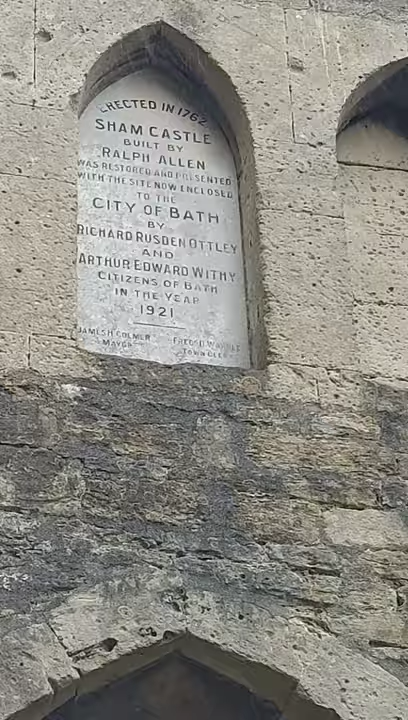 ERECTED IN 1762
SHAM CASTLE
BUILT BY
RALPH ALLEN
WAS RESTORED AND PRESENTED
WITH THE SITE NOW ENCLOSED
TO THE
CITY OF BATH
BY
RICHARD RUSDEN OTTLEY
AND
ARTHUR EDWARD WITHY
CITIZENS OF BATH
IN THE YEAR
1921
JAMES H COLMER
MAYOR
TOWN CLERK